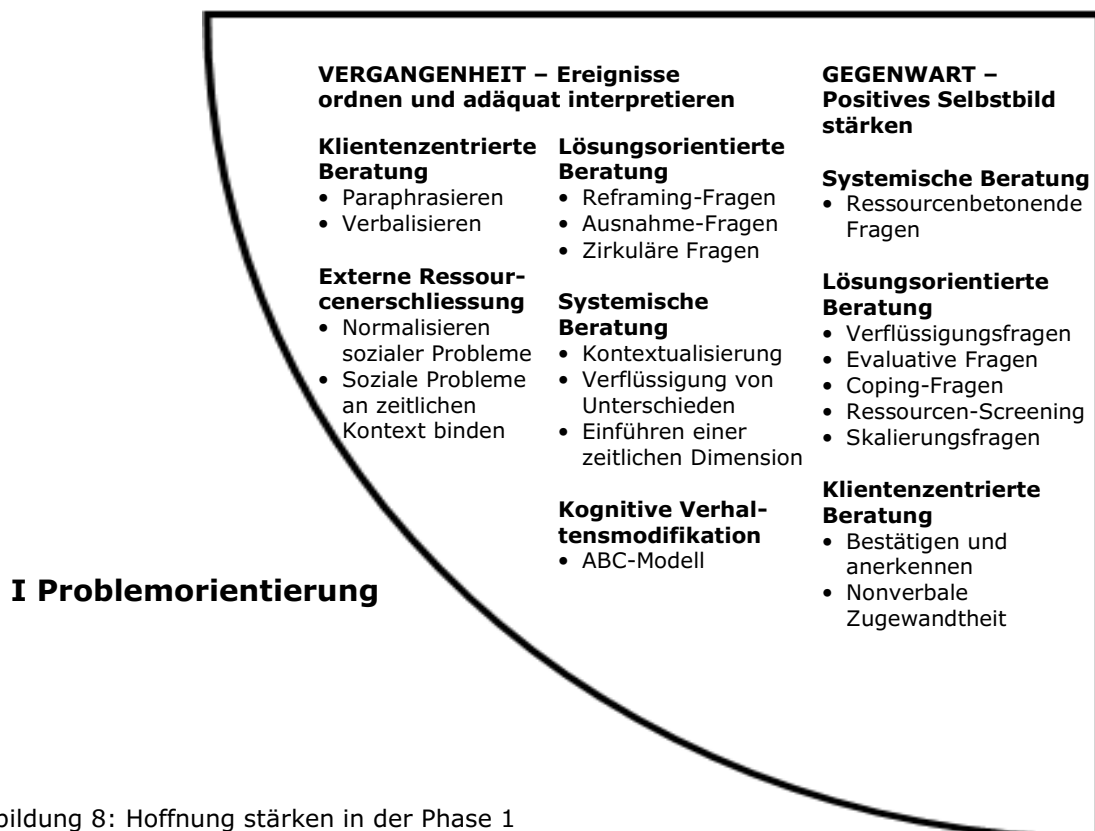 VERGANGENHEIT – Ereignisse
ordnen und adäquat interpretieren
Klientenzentrierte
Beratung
• Paraphrasieren
• Verbalisieren
Externe Ressour-
cenerschliessung
• Normalisieren
sozialer Probleme
• Soziale Probleme
an zeitlichen
Kontext binden
Lösungsorientierte
Beratung
• Reframing-Fragen
• Ausnahme-Fragen
• Zirkuläre Fragen
Systemische
Beratung
• Kontextualisierung
• Verflüssigung von
Unterschieden
• Einführen einer
zeitlichen Dimension
Kognitive Verhal-
tensmodifikation
• ABC-Modell
GEGENWART –
Positives Selbstbild
stärken
Systemische Beratung
• Ressourcenbetonende
Fragen
Lösungsorientierte
Beratung
• Verflüssigungsfragen
• Evaluative Fragen
• Coping-Fragen
• Ressourcen-Screening
• Skalierungsfragen
Klientenzentrierte
Beratung
• Bestätigen und
anerkennen
• Nonverbale
Zugewandtheit
I Problemorientierung
bildung 8: Hoffnung stärken in der Phase 1